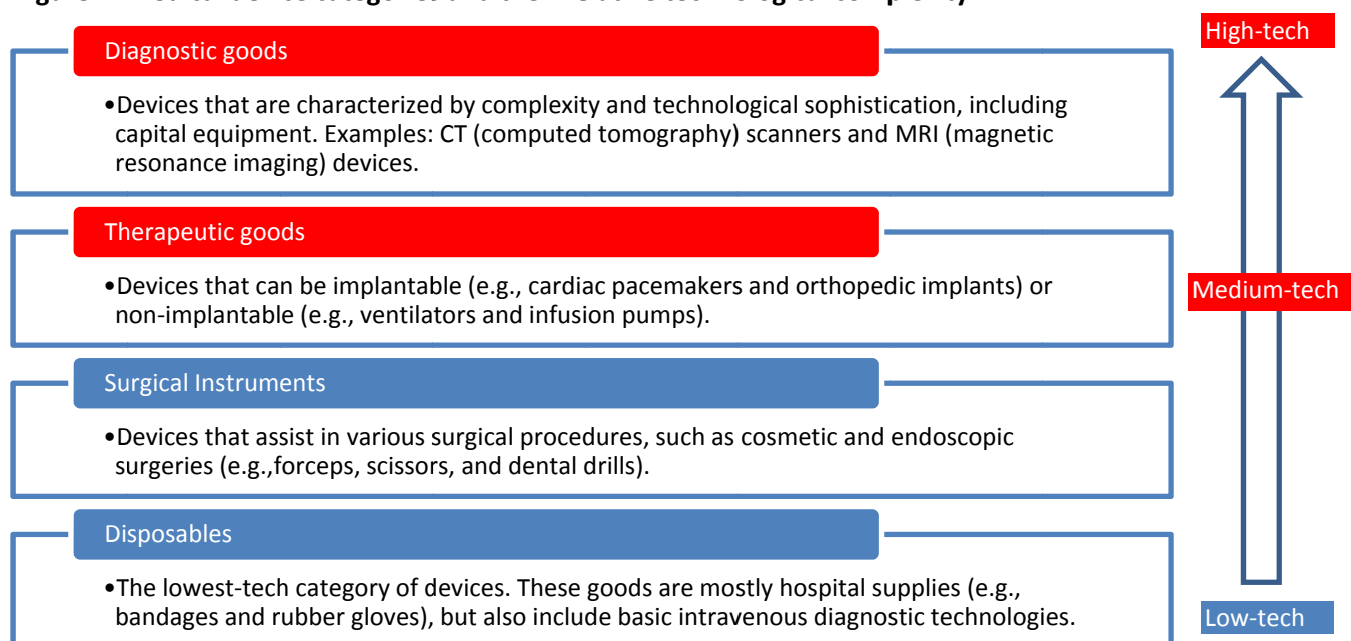 High-tech
Diagnostic goods
•Devices that are characterized by complexity and technological sophistication, including
capital equipment. Examples: CT (computed tomography) scanners and MRI (magnetic
resonance imaging) devices.
Therapeutic goods
•Devices that can be implantable (e.g., cardiac pacemakers and orthopedic implants) or
non-implantable (e.g., ventilators and infusion pumps).
Medium-tech
Surgical Instruments
•Devices that assist in various surgical procedures, such as cosmetic and endoscopic
surgeries (e.g.,forceps, scissors, and dental drills).
Disposables
•The lowest-tech category of devices. These goods are mostly hospital supplies (e.g.,
bandages and rubber gloves), but also include basic intravenous diagnostic technologies.
Low-tech